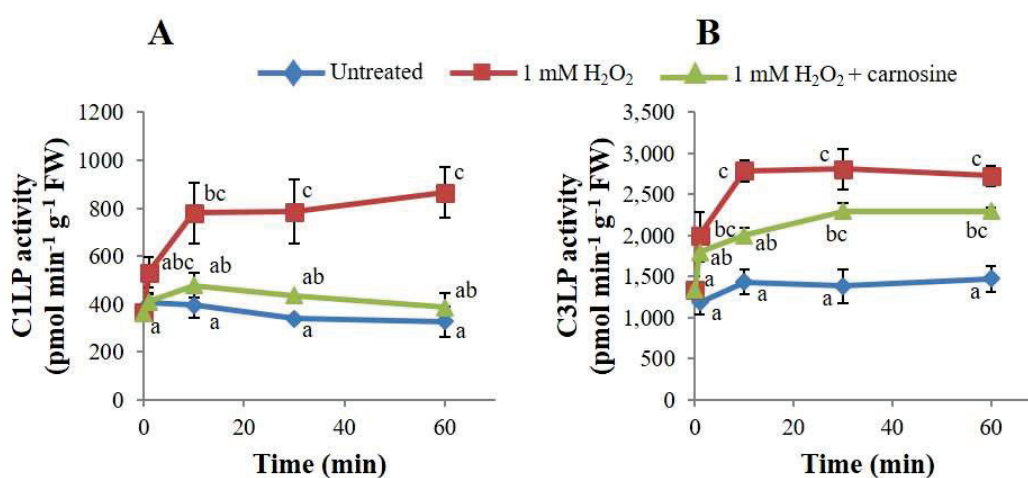 A
B
Untreated
1 mM H₂O₂
1 mM H₂O₂ + carnosine
C1LP activity
(pmol min⁻¹ g⁻¹ FW)
1200
1000
800
600
400
200
0
bc
c
c
abc
ab
ab
ab
a
a
a
a
0
20
40
60
Time (min)
C3LP activity
(pmol min⁻¹ g⁻¹ FW)
3,500
3,000
2,500
2,000
1,500
1,000
500
0
c
c
c
bc
ab
ab
bc
bc
a
a
a
a
a
0
20
40
60
Time (min)